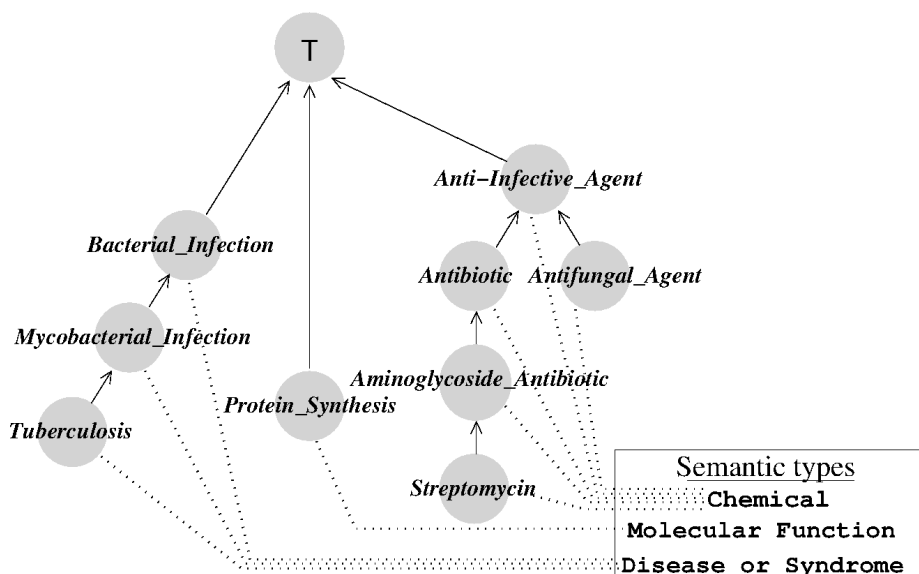 T
Anti-Infective_Agent
Bacterial_Infection
Antibiotic
Antifungal_Agent
Mycobacterial_Infection
Aminoglycoside_Antibiotic
Protein_Synthesis
Tuberculosis
Streptomycin
Semantic types
Chemical
Molecular Function
Disease or Syndrome